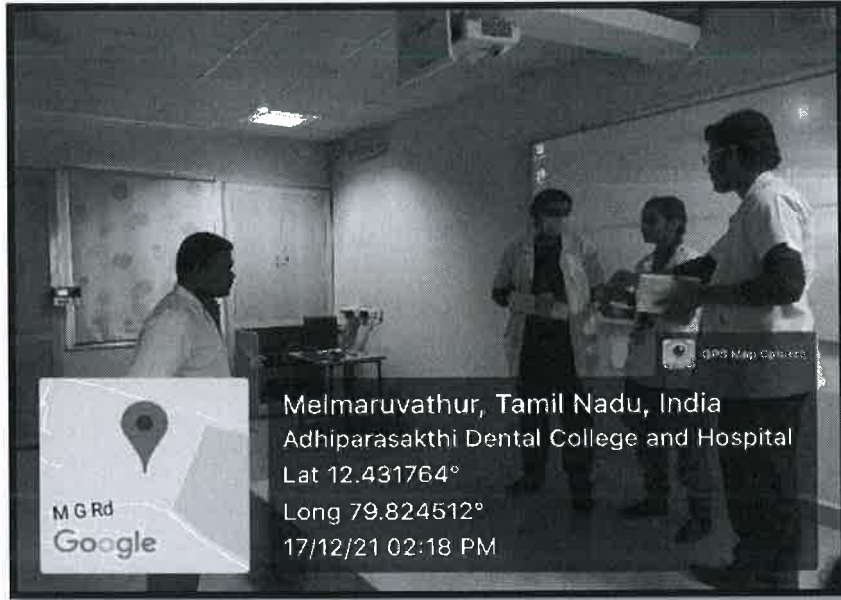 GPS Map Camera
Melmaruvathur, Tamil Nadu, India
Adhiparasakthi Dental College and Hospital
Lat 12.431764°
Long 79.824512°
17/12/21 02:18 PM
M G Rd
Google